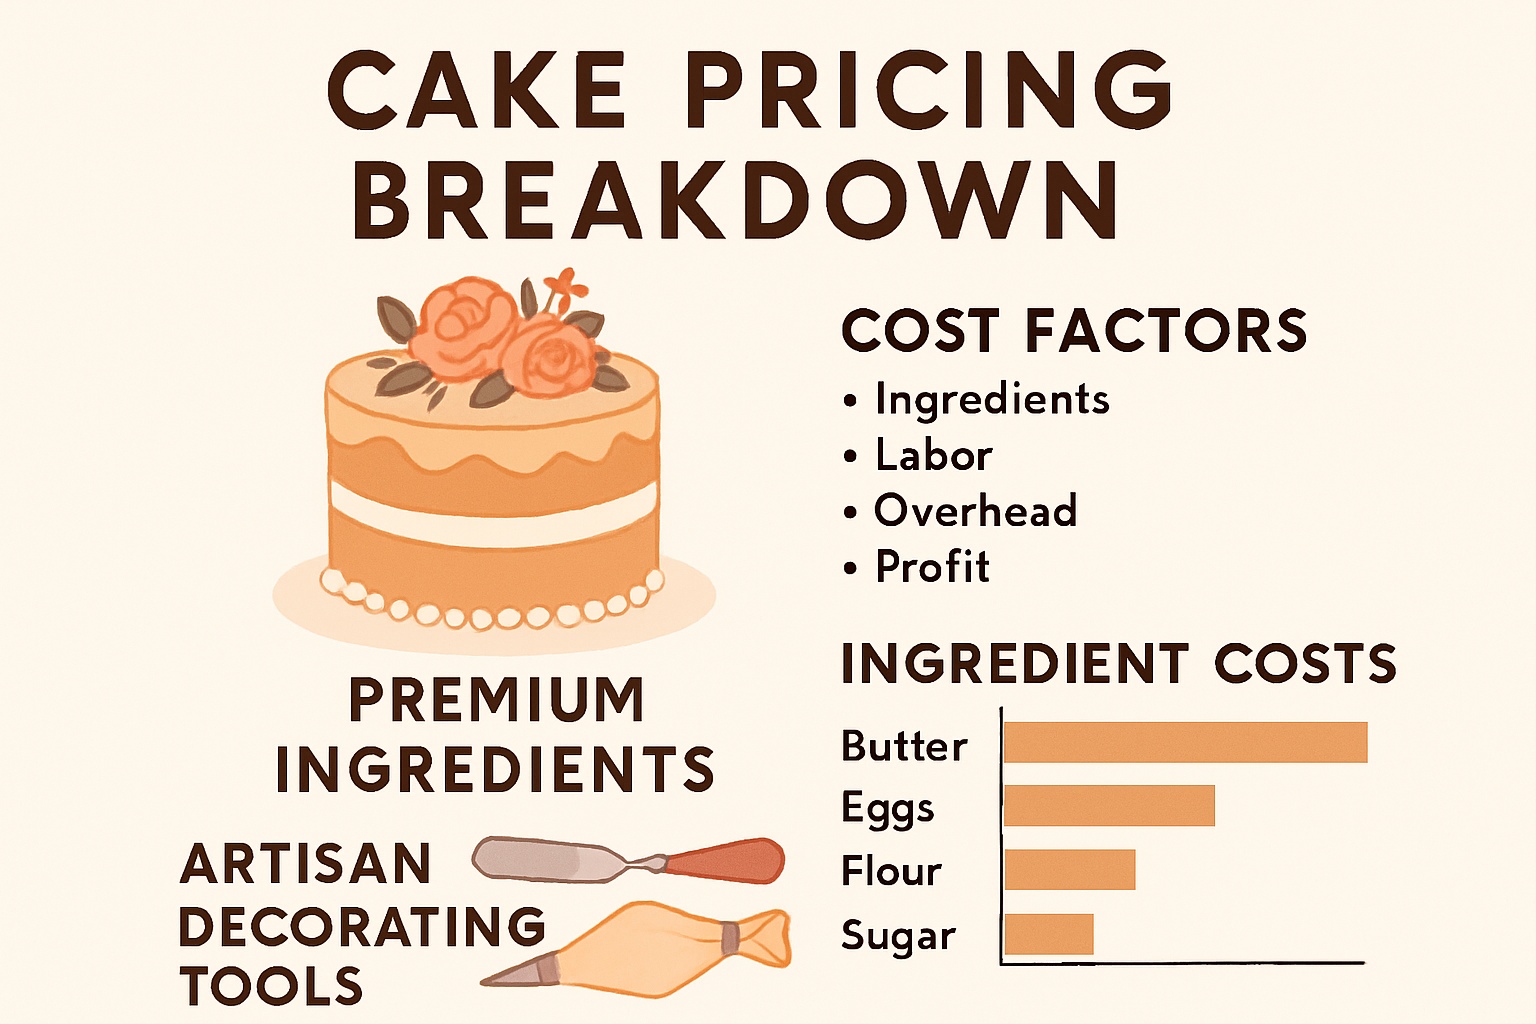 CAKE PRICING
BREAKDOWN
PREMIUM
INGREDIENTS
ARTISAN
DECORATING
TOOLS
COST FACTORS
• Ingredients
• Labor
• Overhead
• Profit
INGREDIENT COSTS
Butter
Eggs
Flour
Sugar